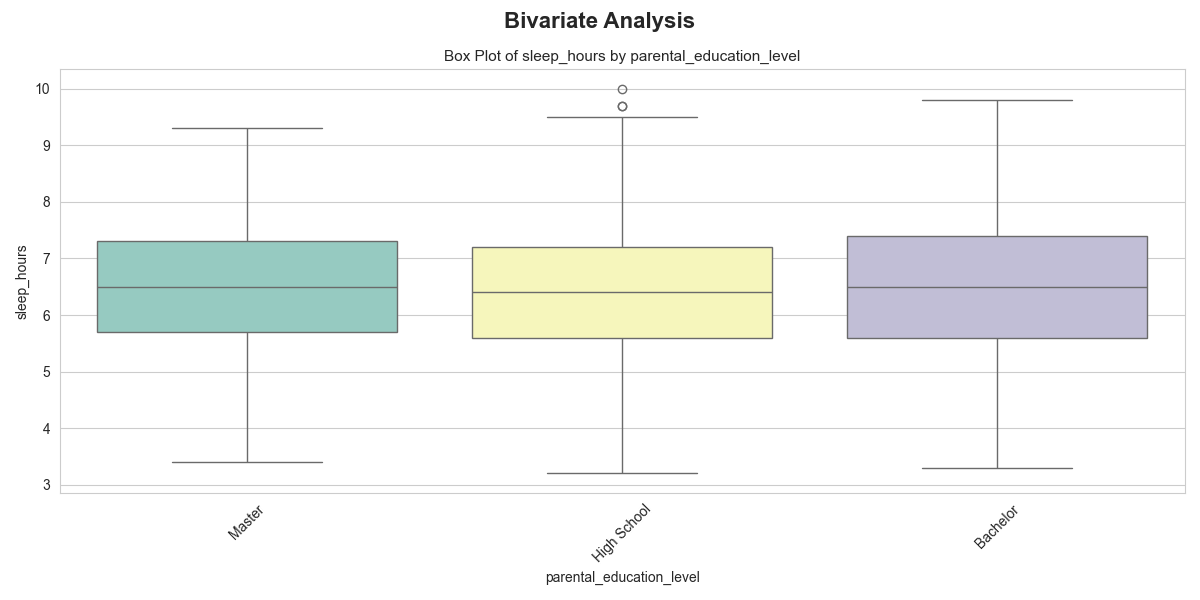 Bivariate Analysis
Box Plot of sleep_hours by parental_education_level
10
9
8
7
6
5
4
3
sleep_hours
Master
High School
Bachelor
parental_education_level